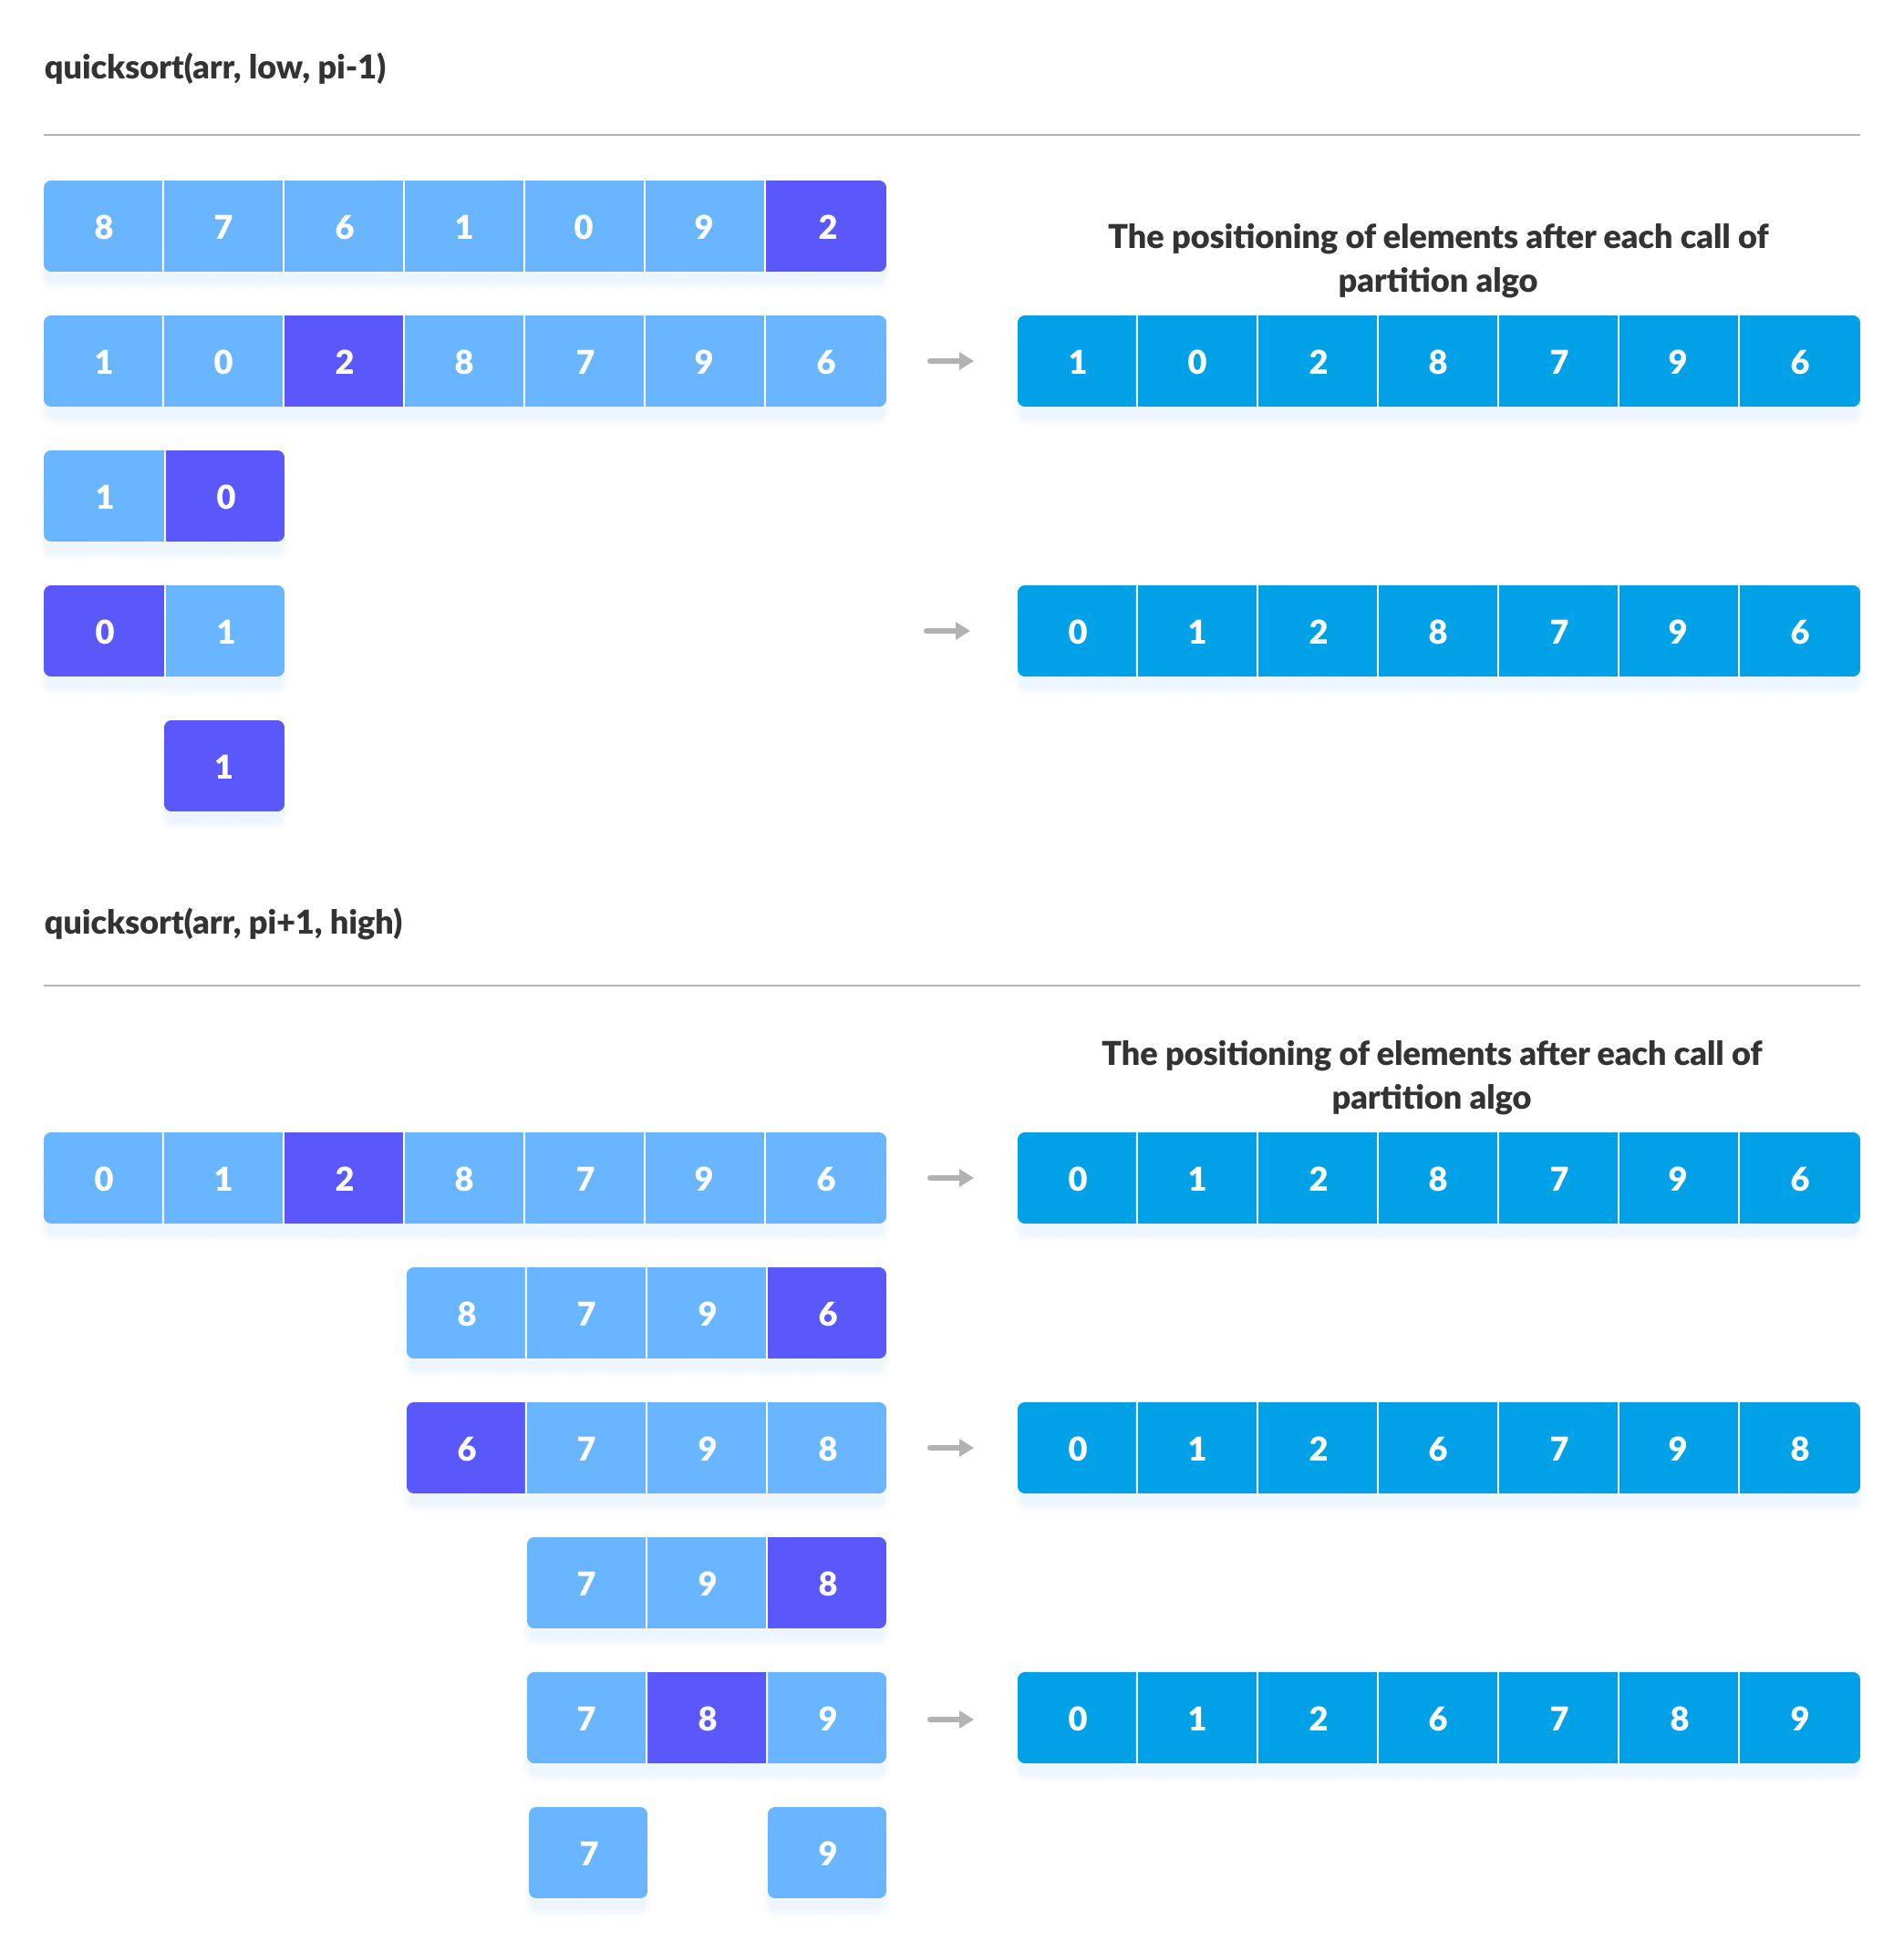 quicksort(arr, low, pi-1)
8 7 6 1 0 9 2
The positioning of elements after each call of
partition algo
1 0 2 8 7 9 6
1 0 2 8 7 9 6
1 0
0 1
0 1 2 8 7 9 6
1
quicksort(arr, pi+1, high)
The positioning of elements after each call of
partition algo
0 1 2 8 7 9 6
0 1 2 8 7 9 6
8 7 9 6
6 7 9 8
0 1 2 6 7 9 8
7 9 8
7 8 9
0 1 2 6 7 8 9
7 9